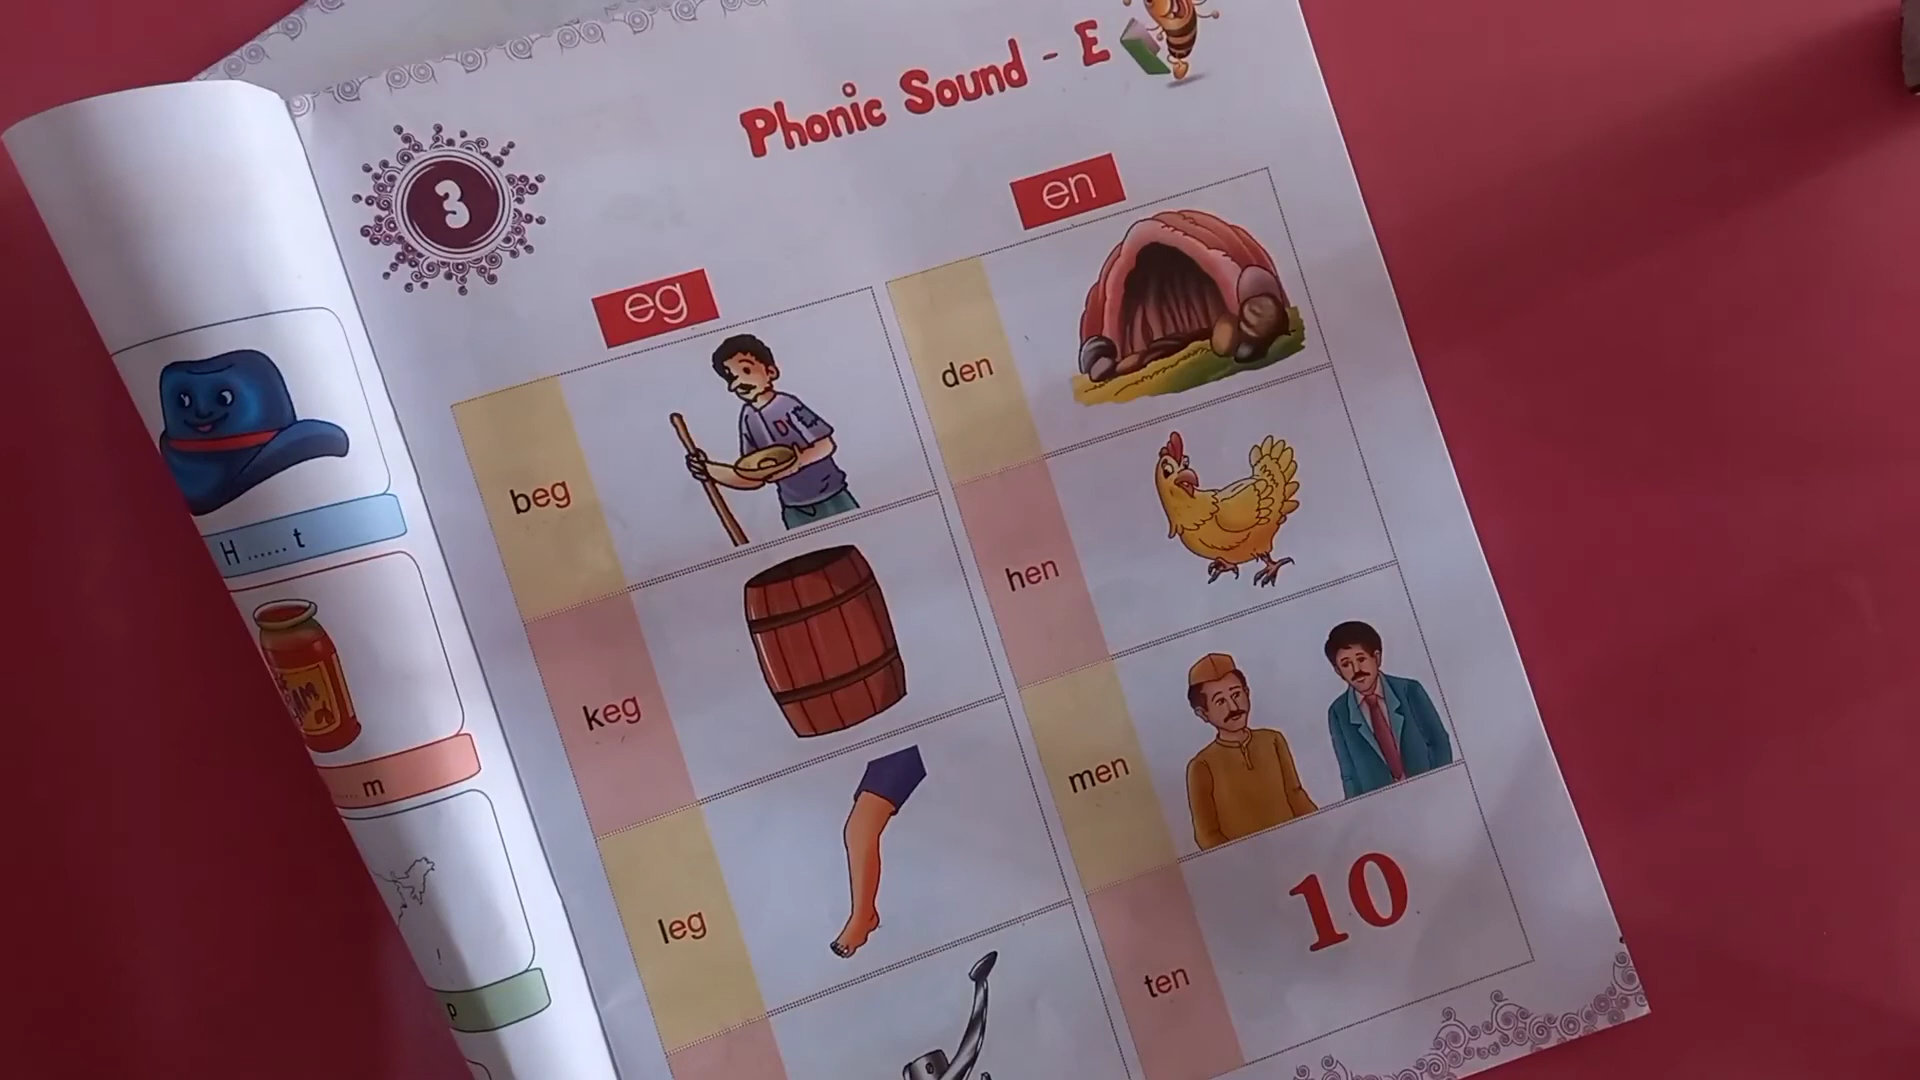 Phonic Sound - E
3
eg
beg
keg
leg
en
den
hen
men
ten
10
H ...... t
...... m
p